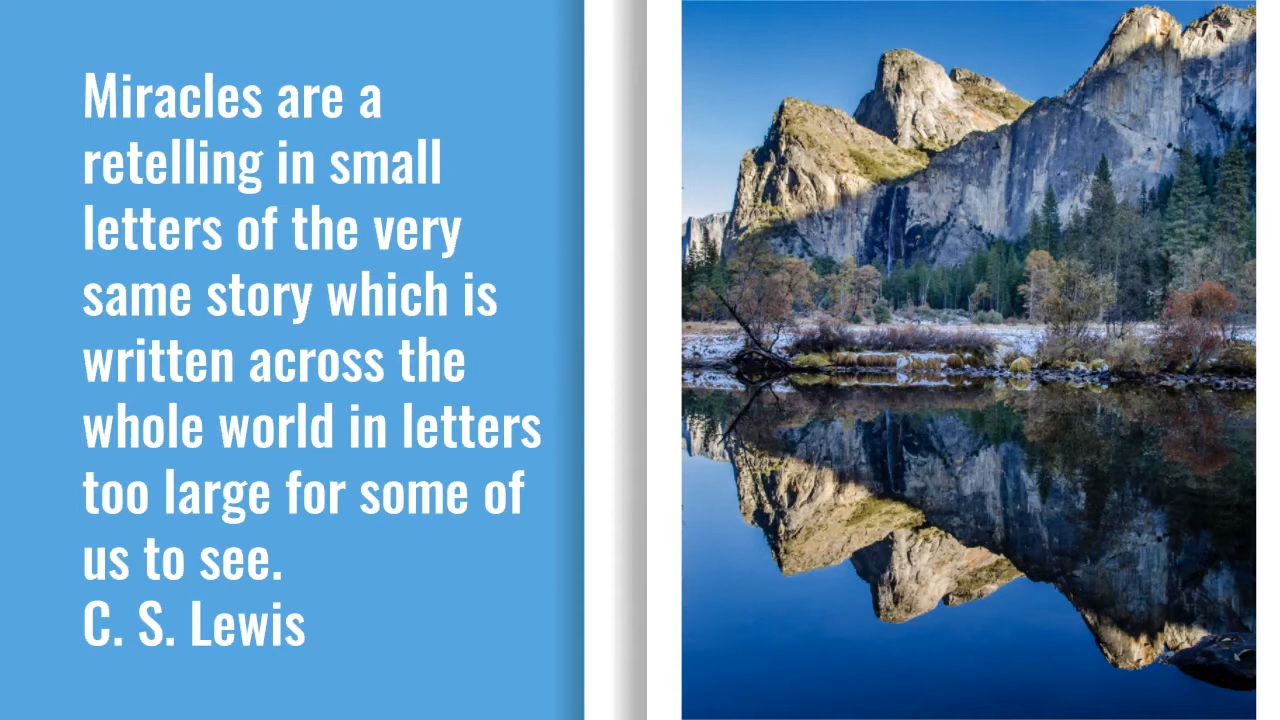 Miracles are a
retelling in small
letters of the very
same story which is
written across the
whole world in letters
too large for some of
us to see.
C. S. Lewis